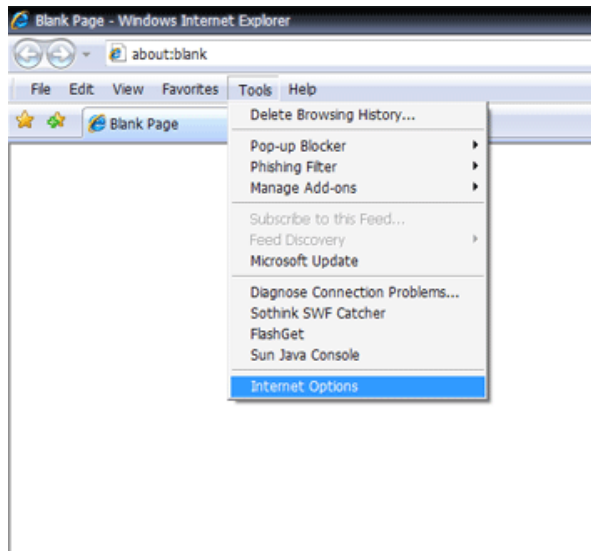 Blank Page - Windows Internet Explorer
about:blank
File Edit View Favorites Tools Help
Blank Page
Delete Browsing History...
Pop-up Blocker
Phishing Filter
Manage Add-ons
Subscribe to this Feed...
Feed Discovery
Microsoft Update
Diagnose Connection Problems...
Sothink SWF Catcher
FlashGet
Sun Java Console
Internet Options